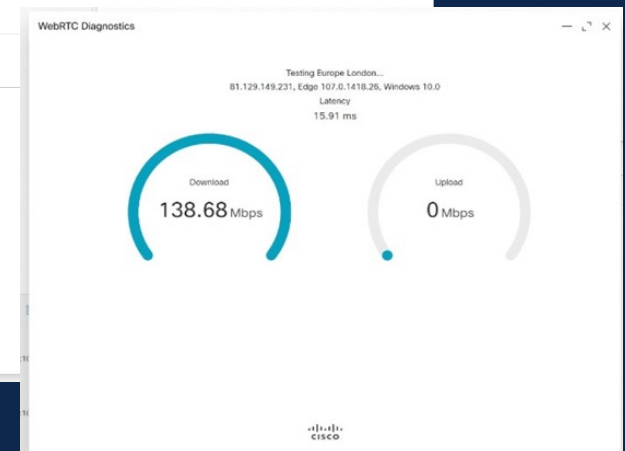 WebRTC Diagnostics
Testing Europe London...
81.129.149.231, Edge 107.0.1418.26, Windows 10.0
Latency
15.91 ms
Download
138.68 Mbps
Upload
0 Mbps
CISCO